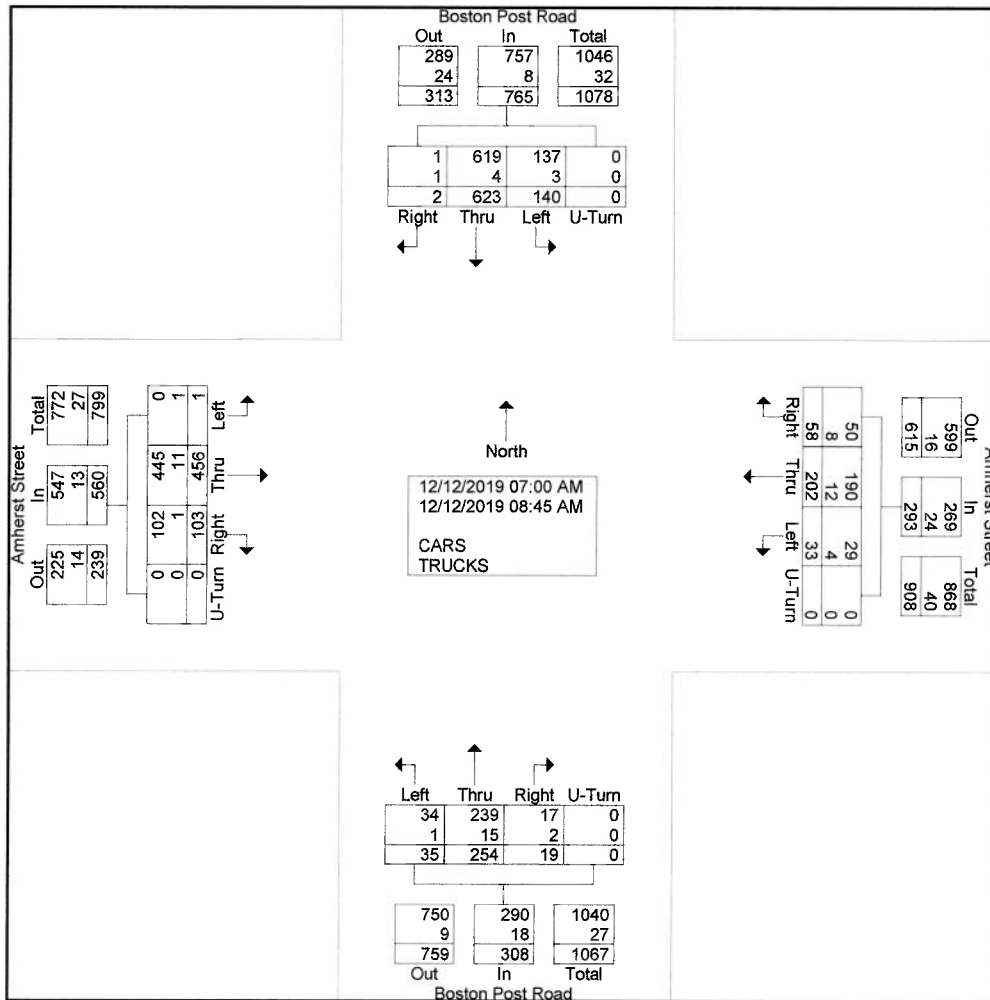 Boston Post Road
Out In Total
289 757 1046
24 8 32
313 765 1078
1 619 137 0
1 4 3 0
2 623 140 0
Right Thru Left U-Turn
Amherst Street
Total In Out
772 547 225
27 13 14
799 560 239
0 445 102 0
1 11 1 0
1 456 103 0
Left Thru Right U-Turn
North
12/12/2019 07:00 AM
12/12/2019 08:45 AM
CARS
TRUCKS
Right Thru Left U-Turn
58 202 33 0
8 12 4 0
50 190 29 0
Out In Total
599 269 868
16 24 40
615 293 908
Amherst Street
Left Thru Right U-Turn
34 239 17 0
1 15 2 0
35 254 19 0
750 290 1040
9 18 27
759 308 1067
Out In Total
Boston Post Road